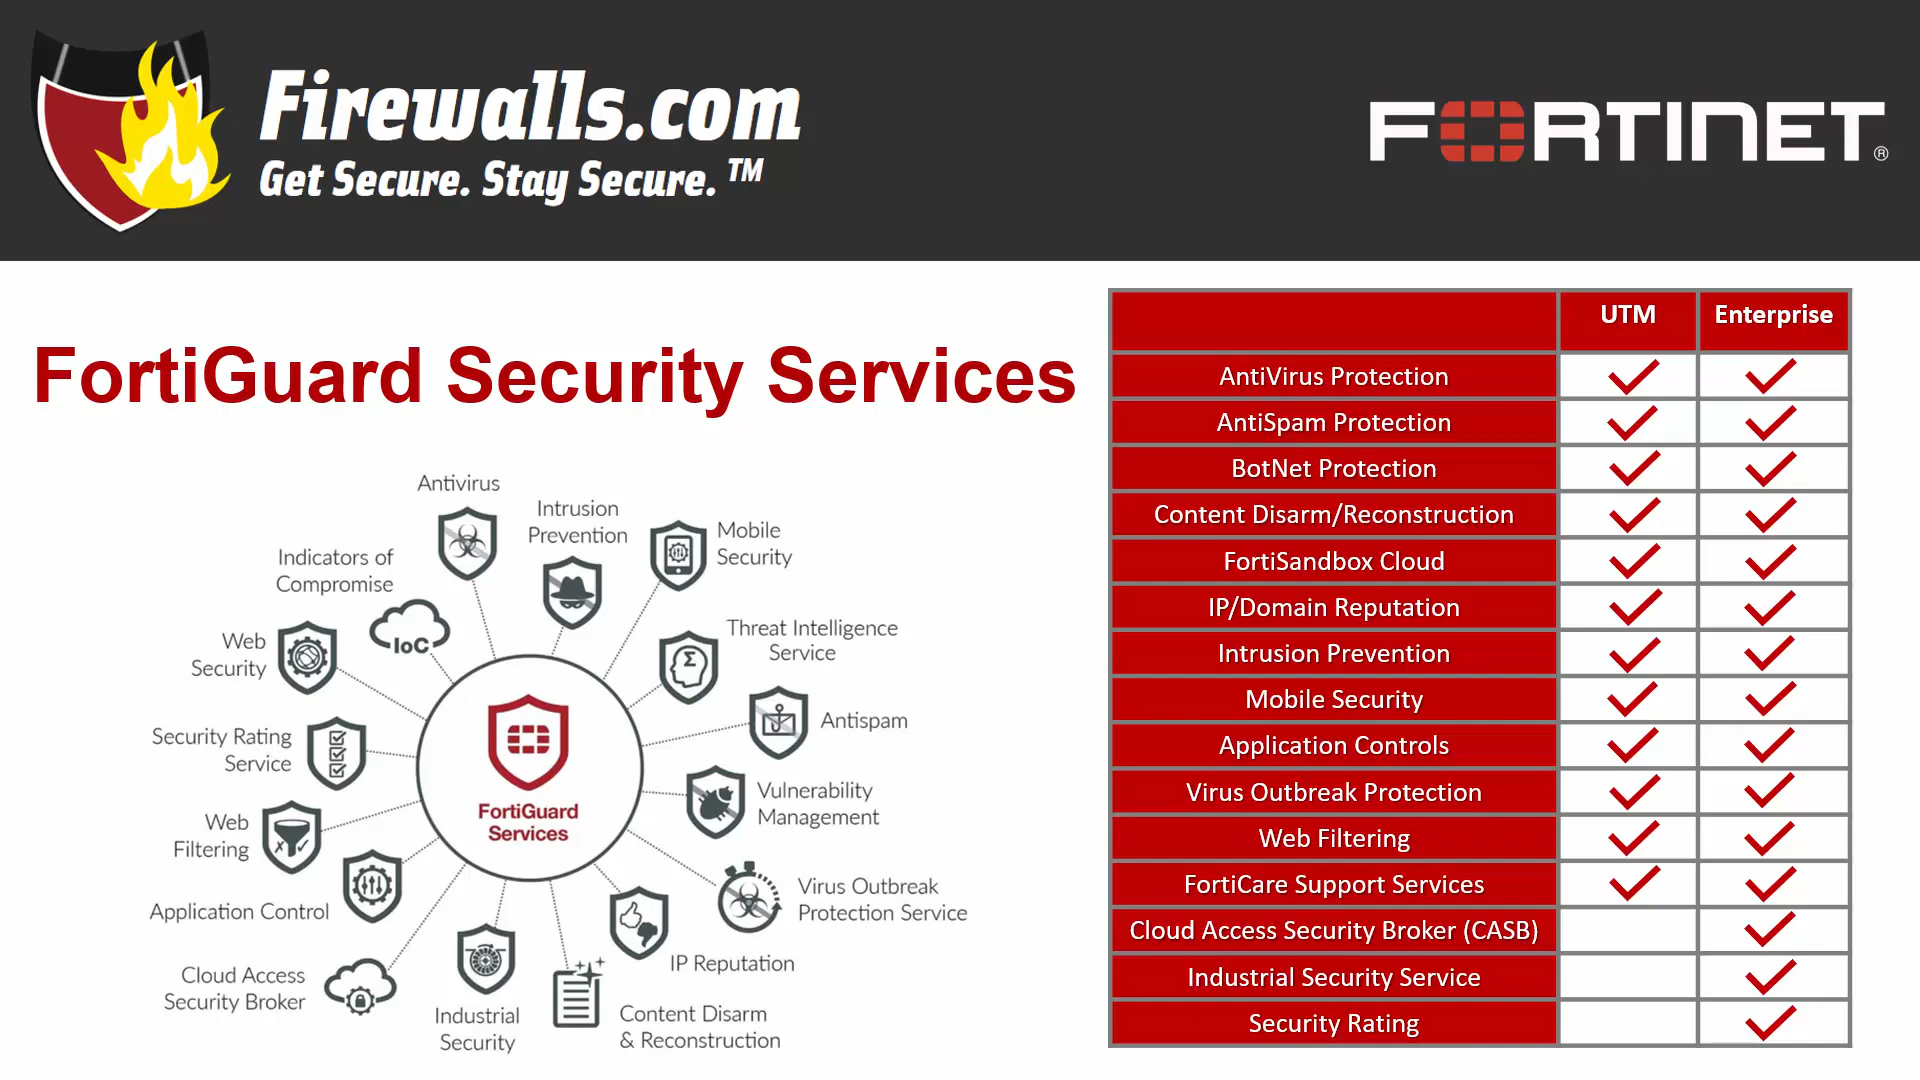 Firewalls.com
Get Secure. Stay Secure.™
FORTINET®
FortiGuard Security Services
Antivirus
Intrusion
Prevention
Mobile
Security
Indicators of
Compromise
IoC
Threat Intelligence
Service
Web
Security
Antispam
Security Rating
Service
Vulnerability
Management
FortiGuard
Services
Web
Filtering
Virus Outbreak
Protection Service
Application Control
IP Reputation
Cloud Access
Security Broker
Industrial
Security
Content Disarm
& Reconstruction
UTM Enterprise
AntiVirus Protection
AntiSpam Protection
BotNet Protection
Content Disarm/Reconstruction
FortiSandbox Cloud
IP/Domain Reputation
Intrusion Prevention
Mobile Security
Application Controls
Virus Outbreak Protection
Web Filtering
FortiCare Support Services
Cloud Access Security Broker (CASB)
Industrial Security Service
Security Rating